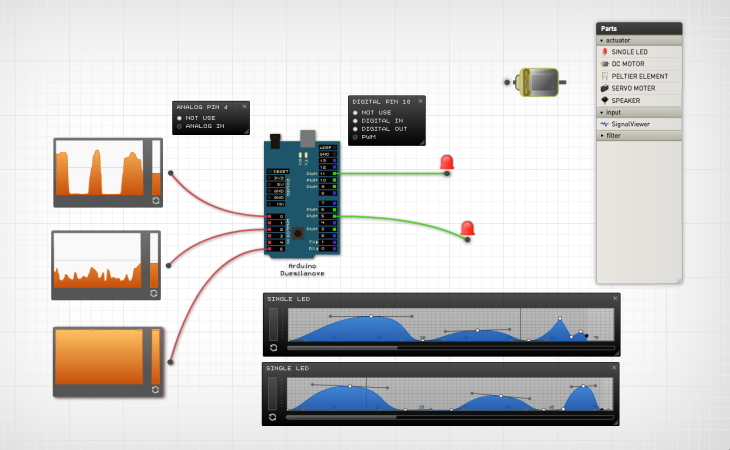 Parts
actuator
SINGLE LED
DC MOTOR
PELTIER ELEMENT
SERVO MOTER
SPEAKER
input
SignalViewer
filter
ANALOG PIN 4
NOT USE
ANALOG IN
DIGITAL PIN 10
NOT USE
DIGITAL IN
DIGITAL OUT
PWM
AREF
GND
13
12
PWM 11
PWM 10
PWM 9
8
7
PWM 6
PWM 5
4
PWM 3
2
TX 1
RX 0
RESET
3V3
5V
GND
GND
Vin
0
1
2
3
4
5
Arduino
Duemilanove
SINGLE LED
SINGLE LED